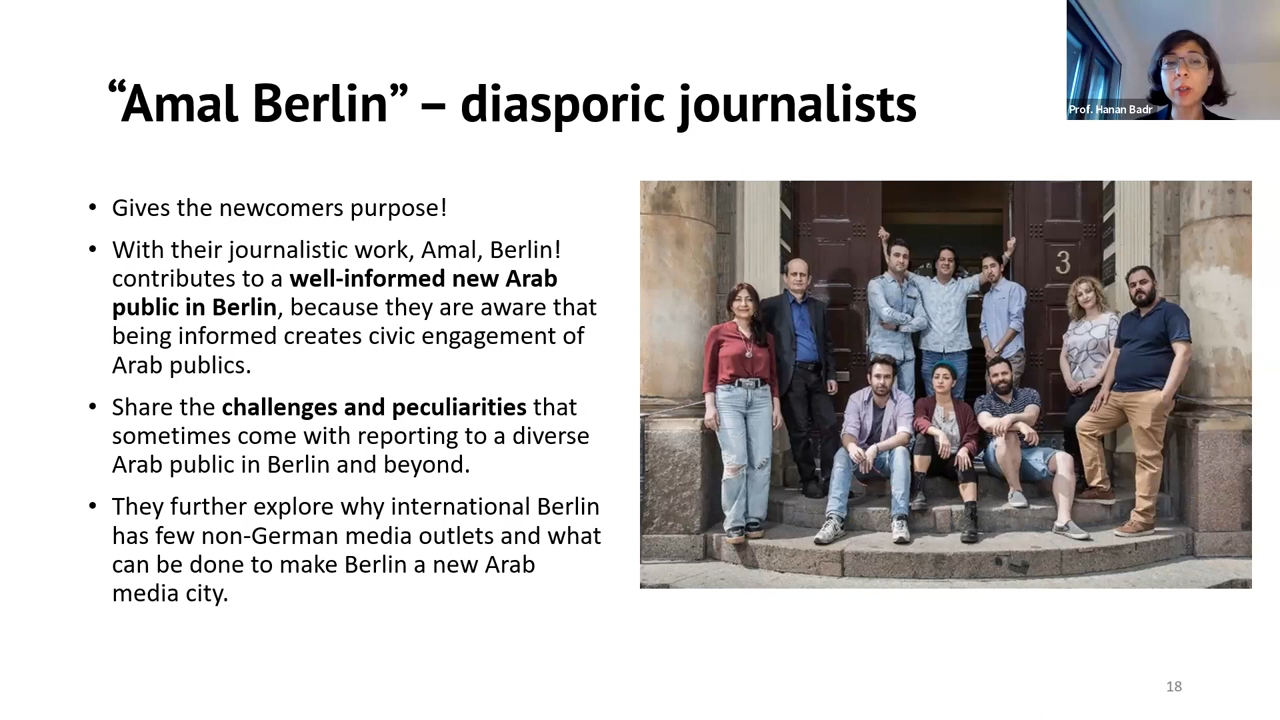 “Amal Berlin” – diasporic journalists
Prof. Hanan Badr
• Gives the newcomers purpose!
• With their journalistic work, Amal, Berlin!
contributes to a well-informed new Arab
public in Berlin, because they are aware that
being informed creates civic engagement of
Arab publics.
• Share the challenges and peculiarities that
sometimes come with reporting to a diverse
Arab public in Berlin and beyond.
• They further explore why international Berlin
has few non-German media outlets and what
can be done to make Berlin a new Arab
media city.
3
18